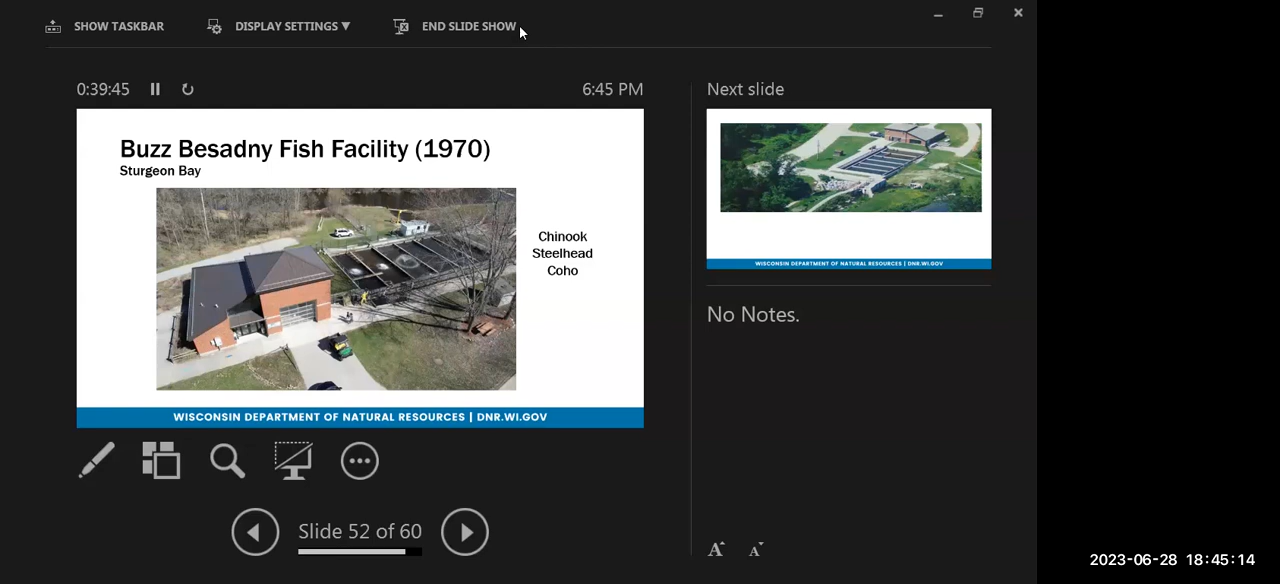 SHOW TASKBAR
DISPLAY SETTINGS ▼
END SLIDE SHOW
0:39:45
6:45 PM
Next slide
Buzz Besadny Fish Facility (1970)
Sturgeon Bay
Chinook
Steelhead
Coho
WISCONSIN DEPARTMENT OF NATURAL RESOURCES | DNR.WI.GOV
WISCONSIN DEPARTMENT OF NATURAL RESOURCES | DNR.WI.GOV
No Notes.
Slide 52 of 60
A A
2023-06-28 18:45:14